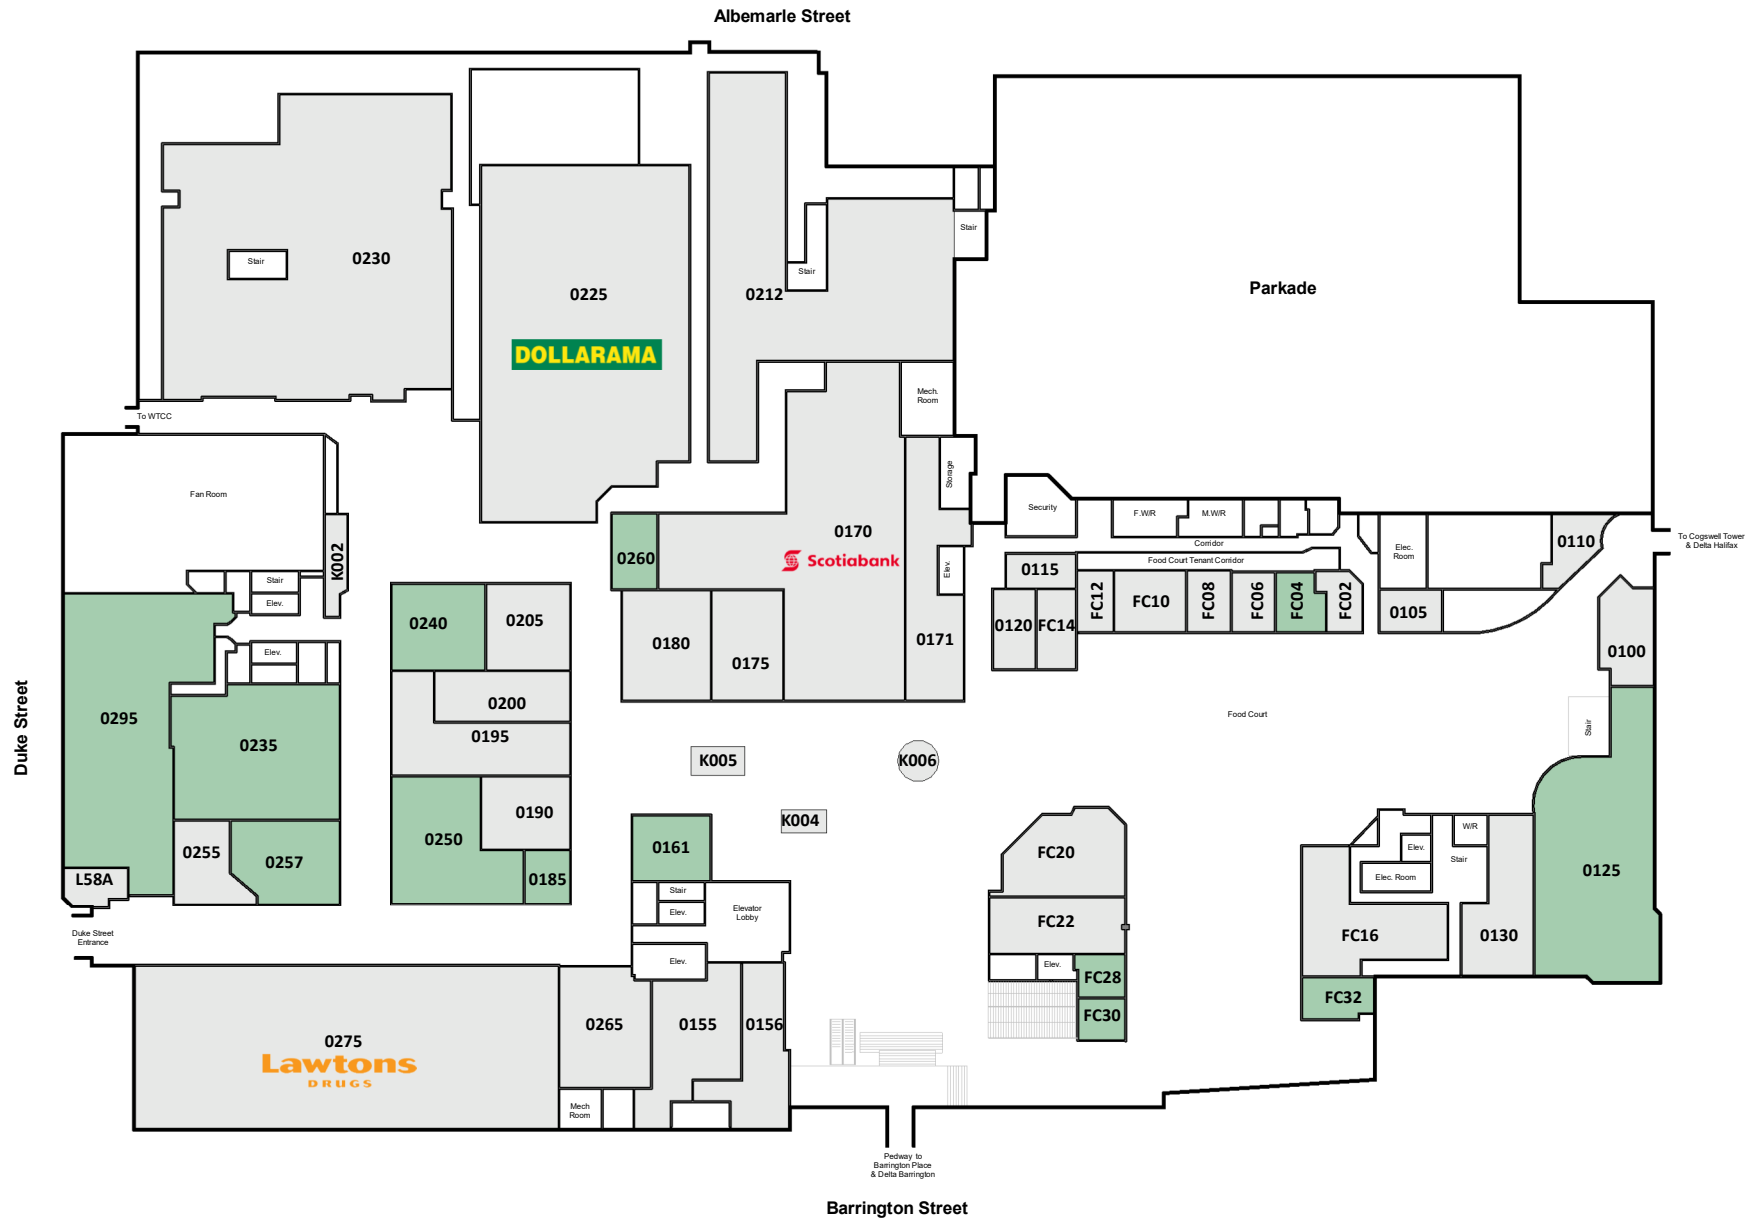 Albemarle Street
Stair
0230
0225
DOLLARAMA
0212
Stair
Stair
Parkade
To WTCC
Mech.
Room
Fan Room
K002
Storage
Security
F.W/R
M.W/R
Corridor
Food Court Tenant Corridor
Elec.
Room
0110
To Cogswell Tower
& Delta Halifax
0260
0170
Scotiabank
Elev.
0115
FC12
FC10
FC08
FC06
FC04
FC02
0105
Stair
Elev.
0240
0205
0180
0175
0171
0120
FC14
0100
Elev.
Duke Street
0295
0235
0200
0195
Food Court
Stair
K005
K006
K004
0250
0190
0161
0255
0257
0185
L58A
FC20
W/R
Elev.
Stair
Elec. Room
0125
Stair
Elev.
Elevator
Lobby
FC22
FC16
0130
Duke Street
Entrance
Elev.
Elev.
FC28
FC32
FC30
0275
Lawtons
DRUGS
0265
0155
0156
Mech
Room
Pedway to
Barrington Place
& Delta Barrington
Barrington Street